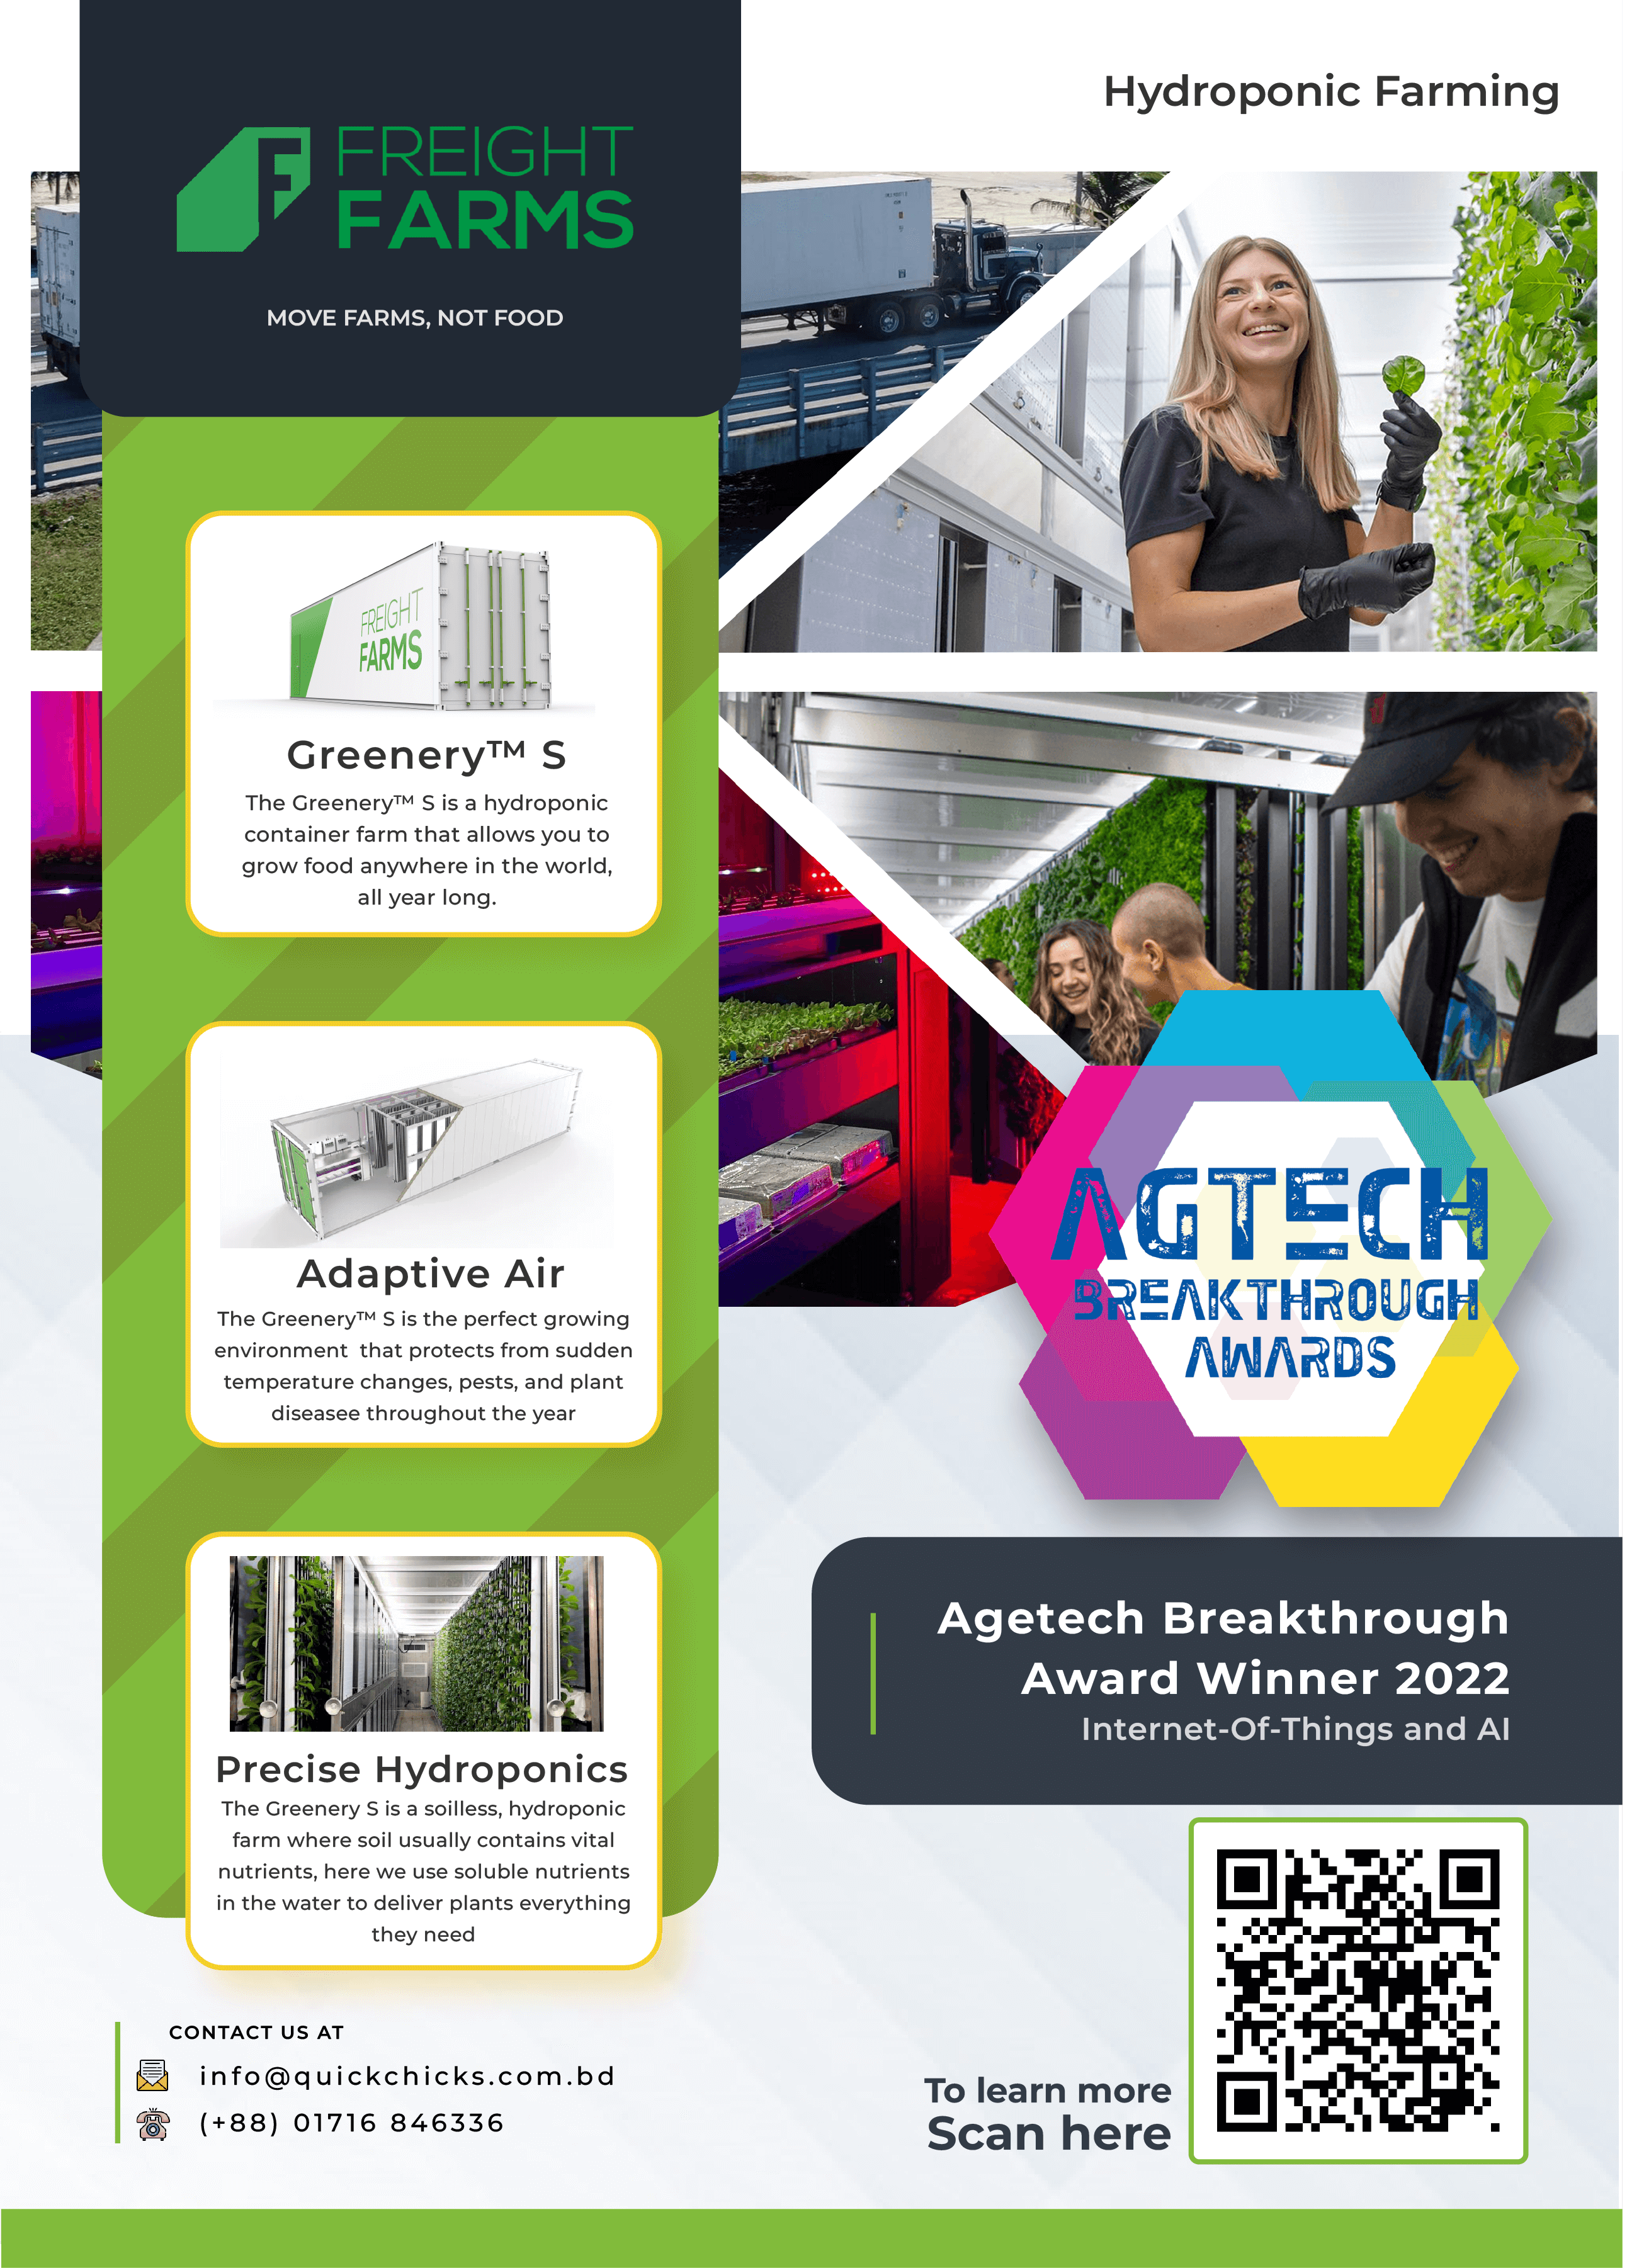 Hydroponic Farming
FREIGHT
FARMS
MOVE FARMS, NOT FOOD
FREIGHT
FARMS
Greenery™ S
The Greenery™ S is a hydroponic
container farm that allows you to
grow food anywhere in the world,
all year long.
Adaptive Air
The Greenery™ S is the perfect growing
environment that protects from sudden
temperature changes, pests, and plant
diseasee throughout the year
Precise Hydroponics
The Greenery S is a soilless, hydroponic
farm where soil usually contains vital
nutrients, here we use soluble nutrients
in the water to deliver plants everything
they need
AGTECH
BREAKTHROUGH
AWARDS
Agetech Breakthrough
Award Winner 2022
Internet-Of-Things and AI
CONTACT US AT
info@quickchicks.com.bd
(+88) 01716 846336
To learn more
Scan here